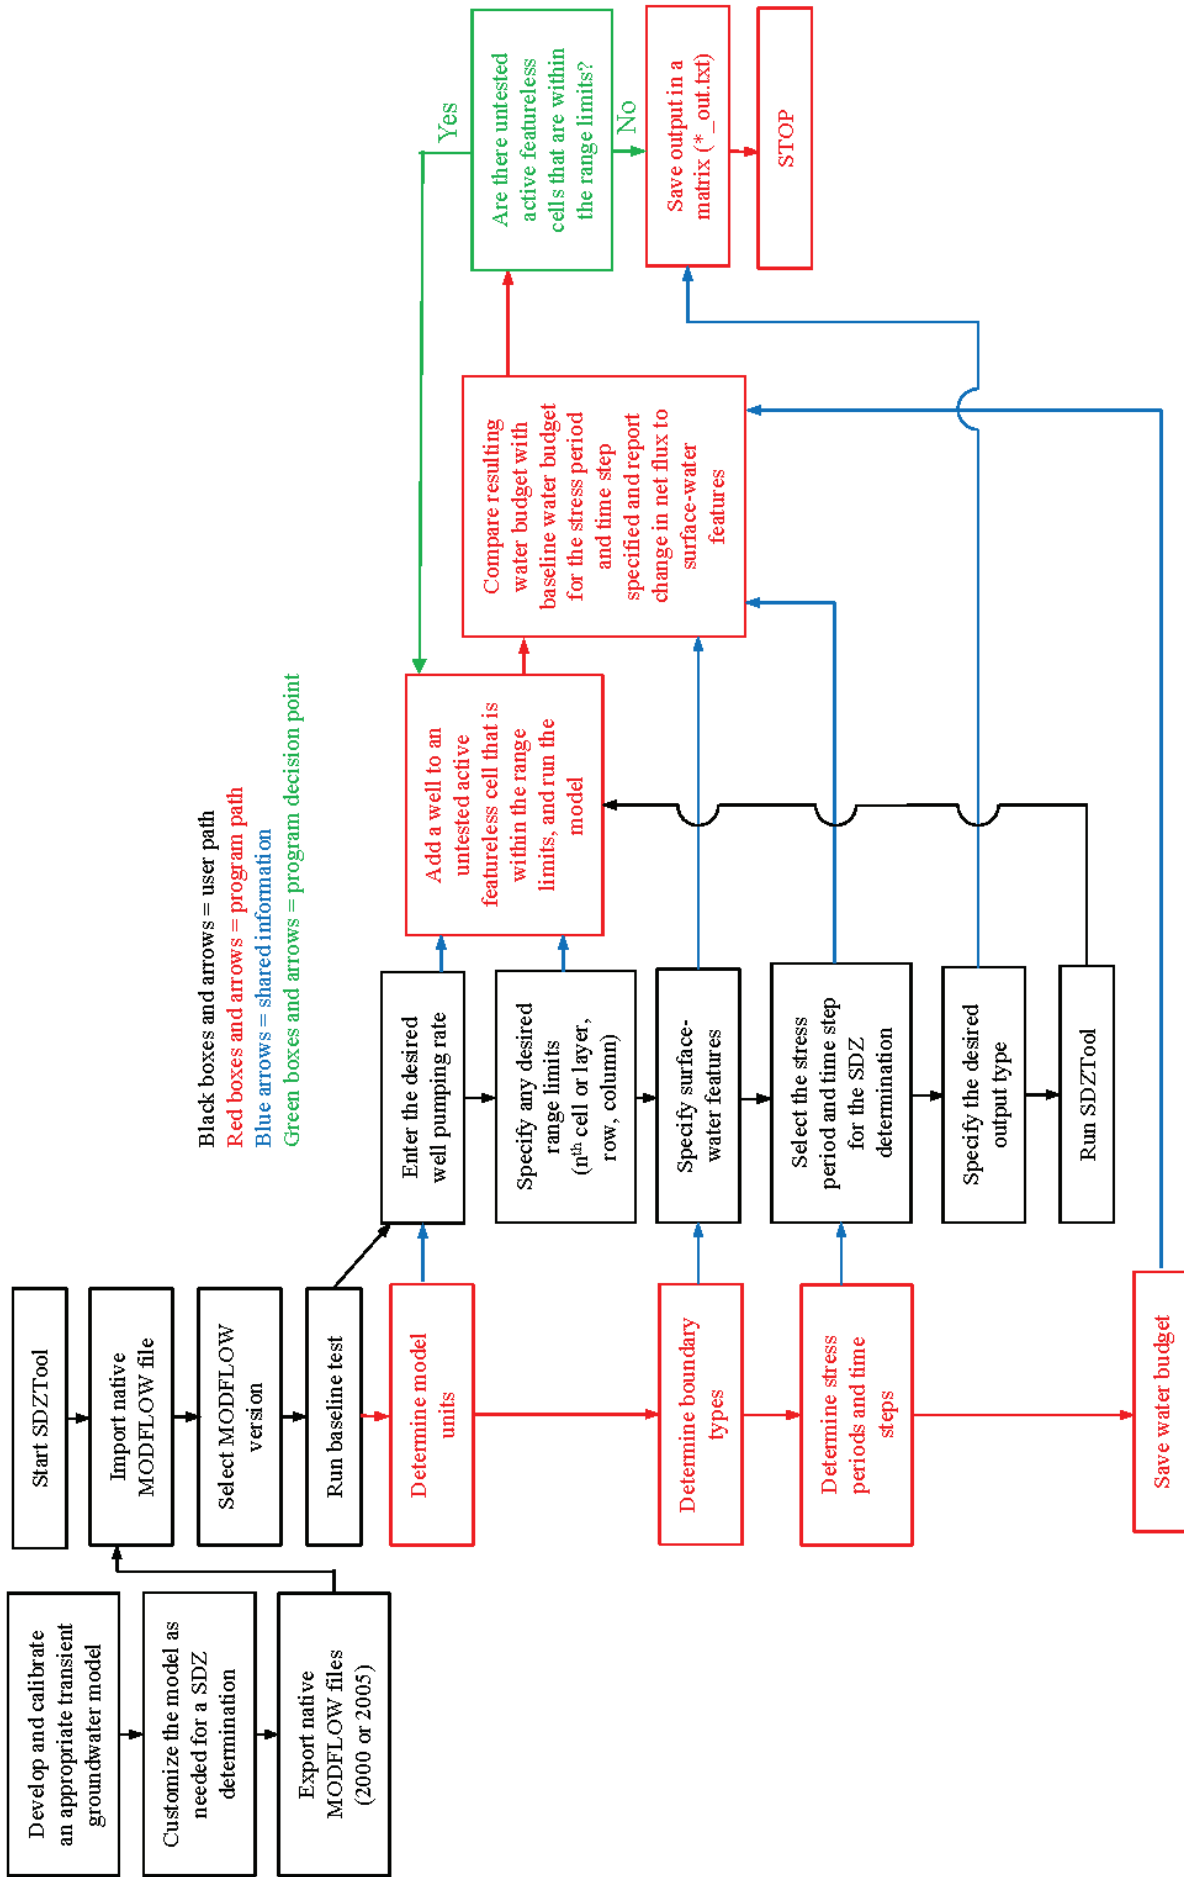 Develop and calibrate
an appropriate transient
groundwater model
Customize the model as
needed for a SDZ
determination
Export native
MODFLOW files
(2000 or 2005)
Start SDZTool
Import native
MODFLOW file
Select MODFLOW
version
Run baseline test
Determine model
units
Determine boundary
types
Determine stress
periods and time
steps
Save water budget
Black boxes and arrows = user path
Red boxes and arrows = program path
Blue arrows = shared information
Green boxes and arrows = program decision point
Enter the desired
well pumping rate
Specify any desired
range limits
(nth cell or layer,
row, column)
Specify surface-
water features
Select the stress
period and time step
for the SDZ
determination
Specify the desired
output type
Run SDZTool
Add a well to an
untested active
featureless cell that is
within the range
limits, and run the
model
Compare resulting
water budget with
baseline water budget
for the stress period
and time step
specified and report
change in net flux to
surface-water
features
Yes
Are there untested
active featureless
cells that are within
the range limits?
No
Save output in a
matrix (*_out.txt)
STOP